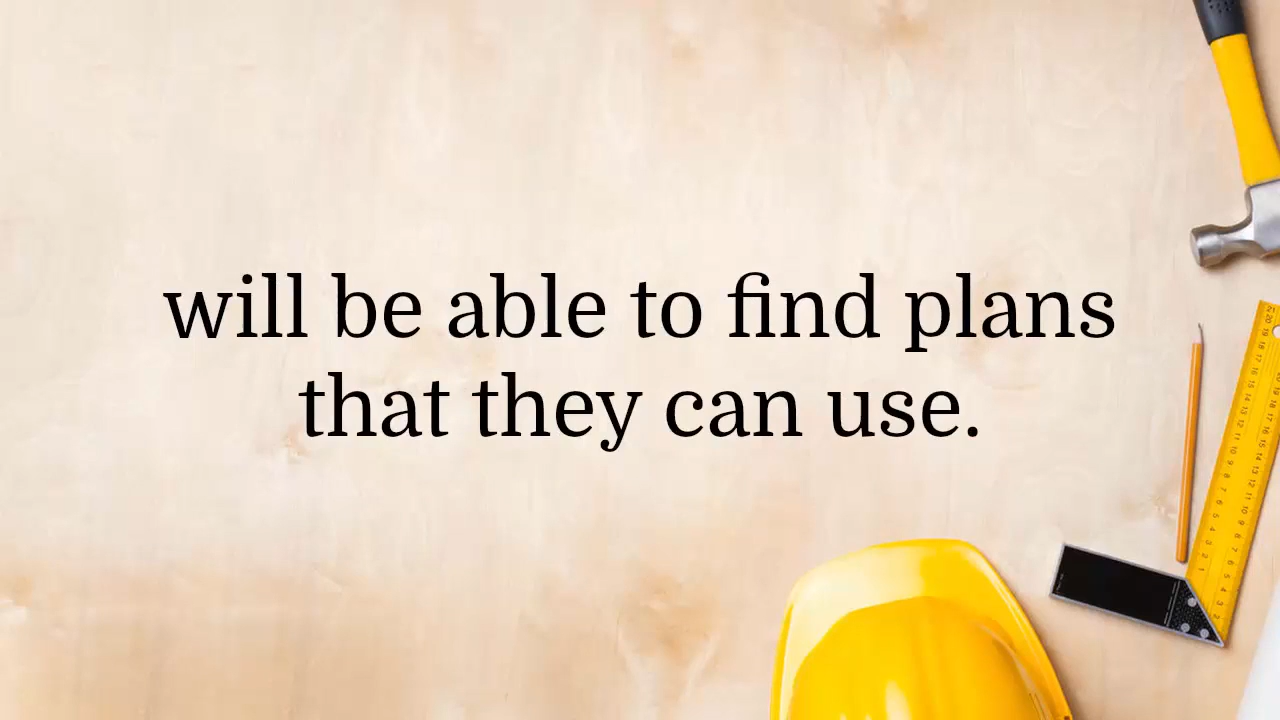 will be able to find plans
that they can use.